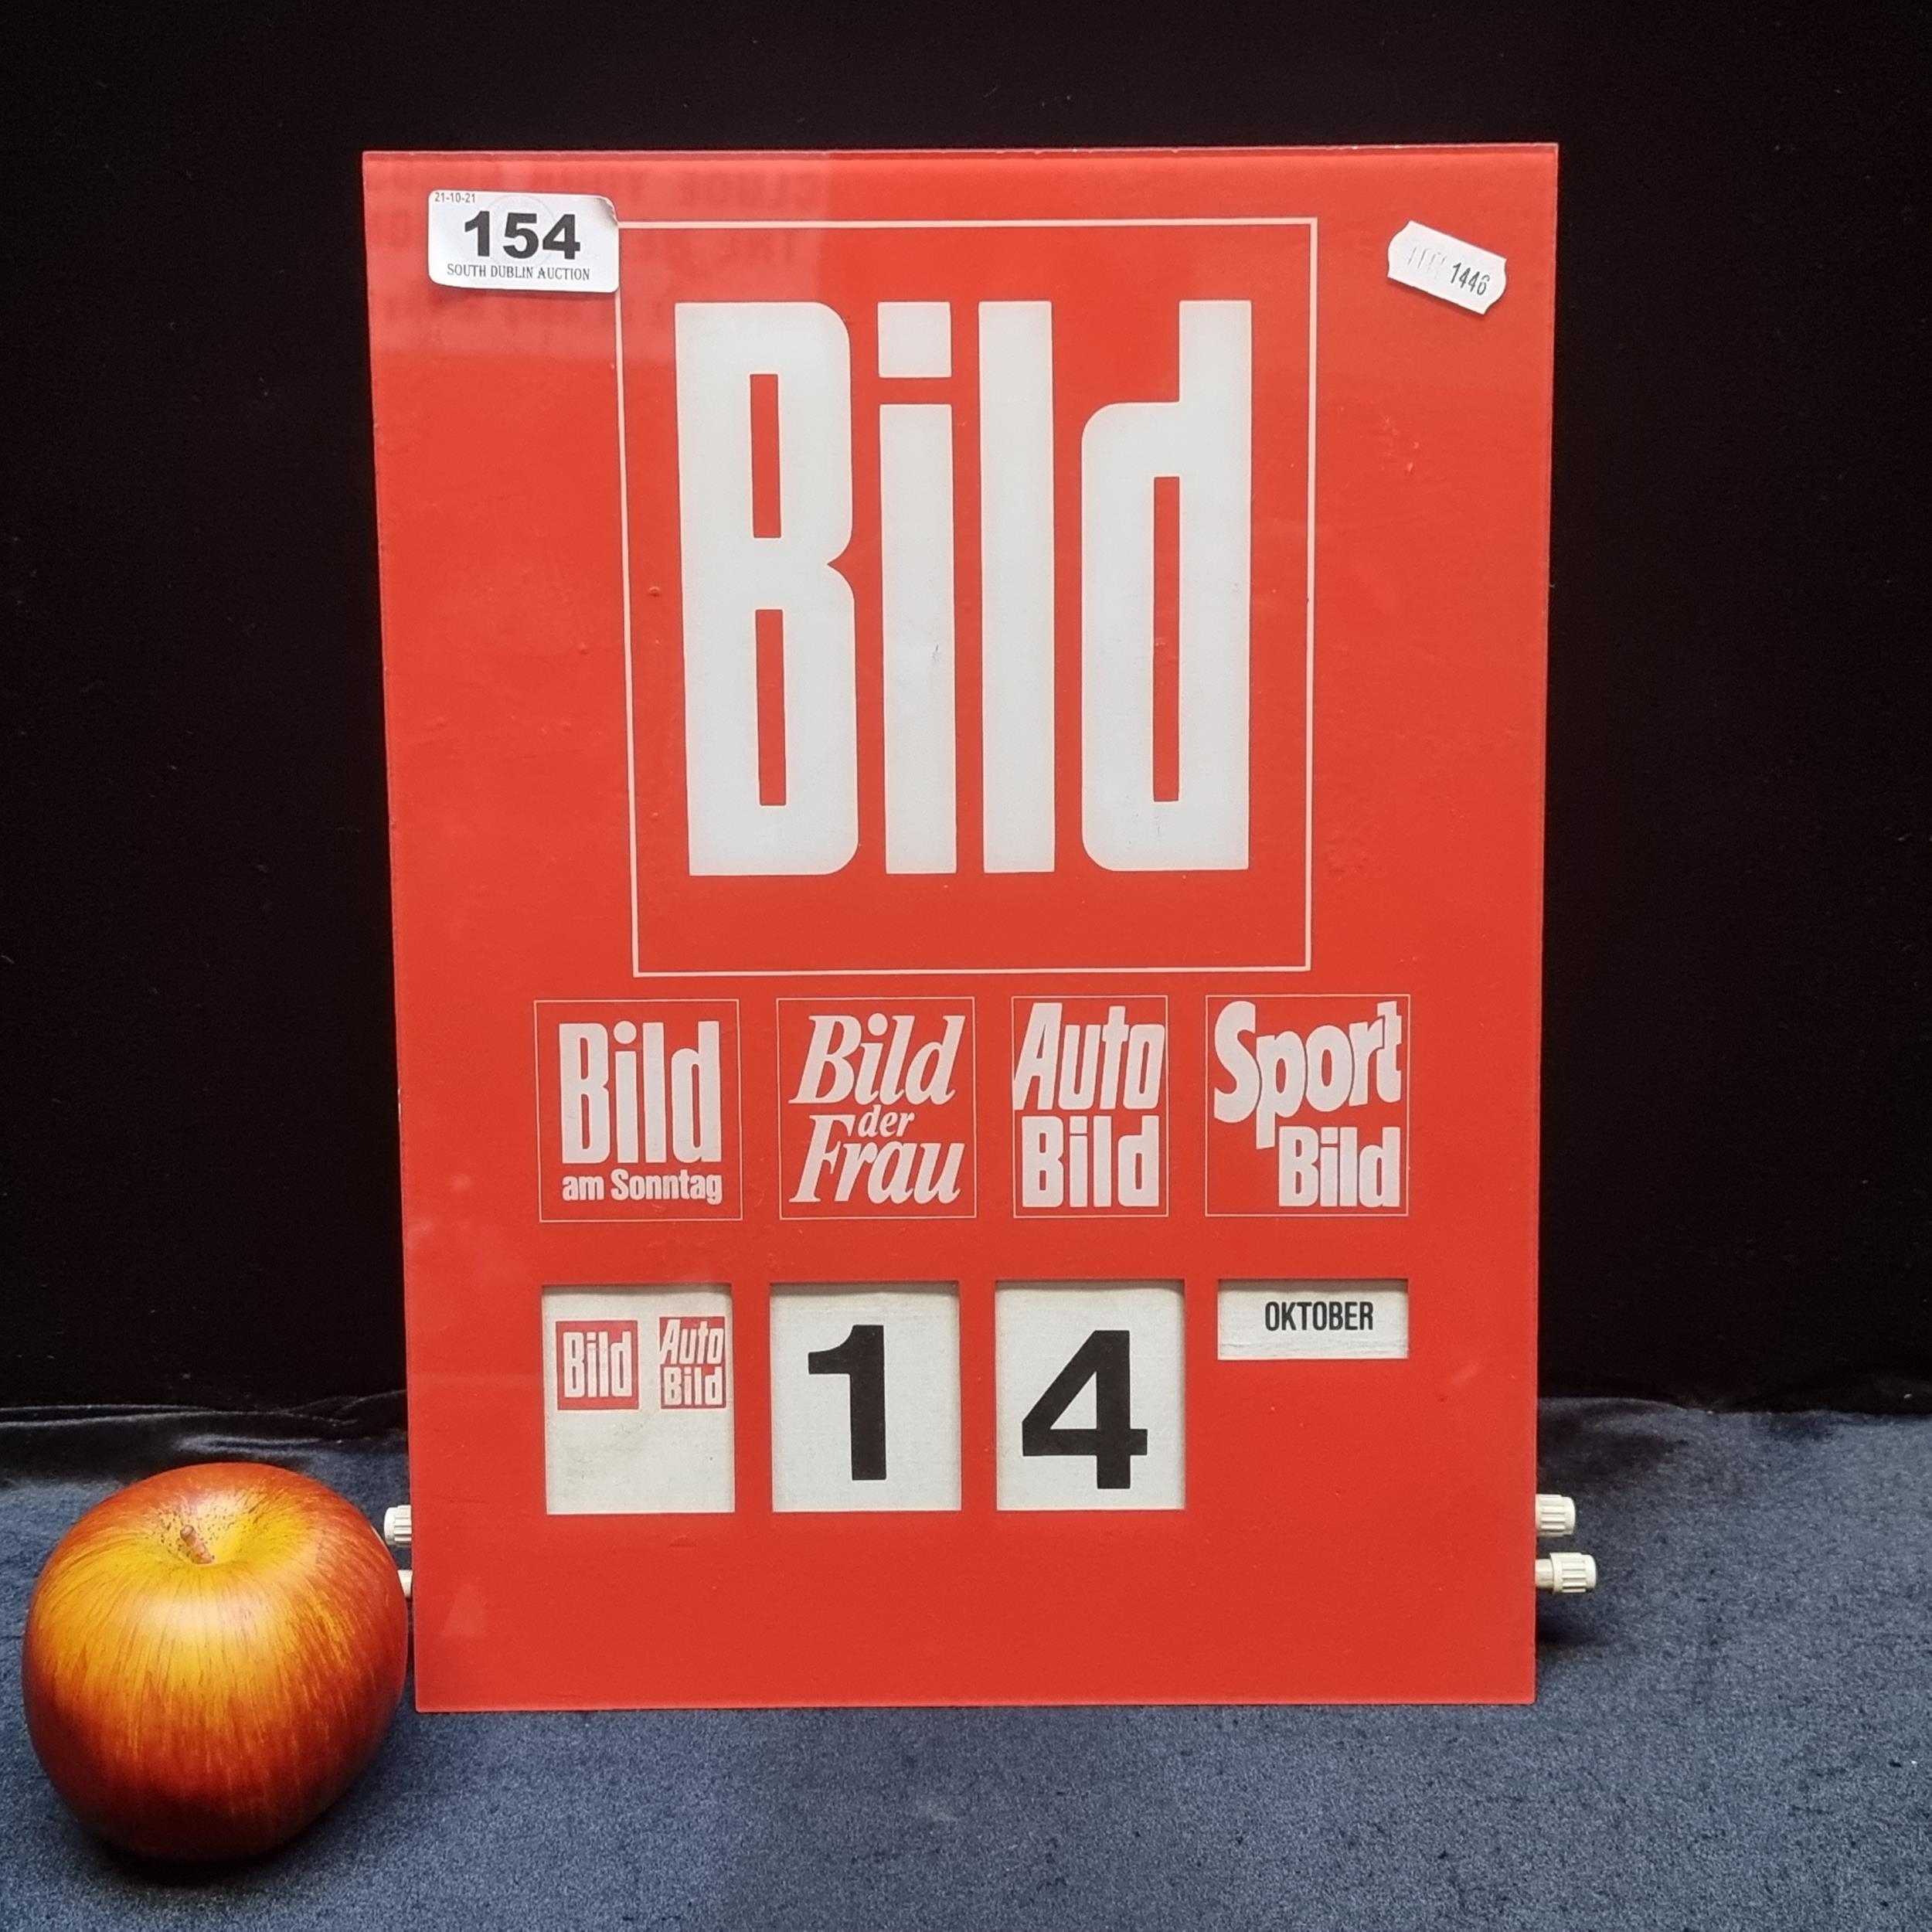 21-10-21
154
SOUTH DUBLIN AUCTION
1446
Bild
Bild
am Sonntag
Bild
der
Frau
Auto
Bild
Sport
Bild
Bild
Auto
Bild
1
4
OKTOBER